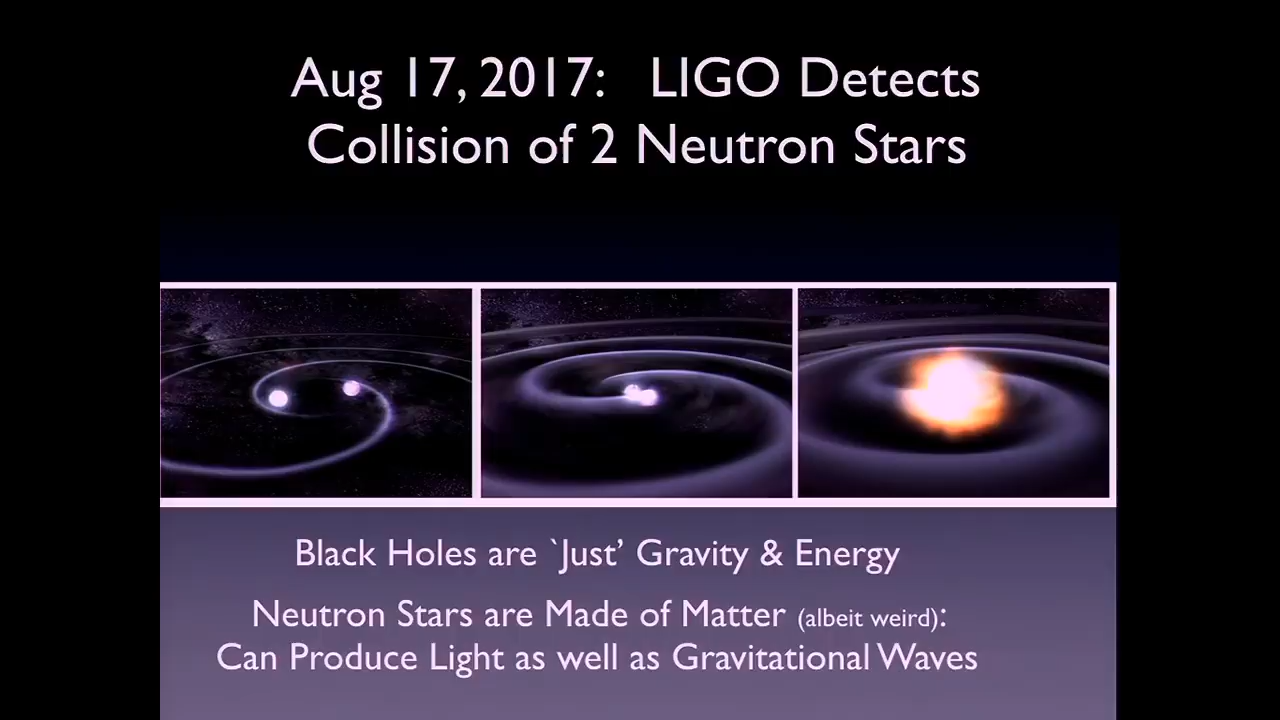 Aug 17, 2017: LIGO Detects
Collision of 2 Neutron Stars
Black Holes are `Just' Gravity & Energy
Neutron Stars are Made of Matter (albeit weird):
Can Produce Light as well as Gravitational Waves